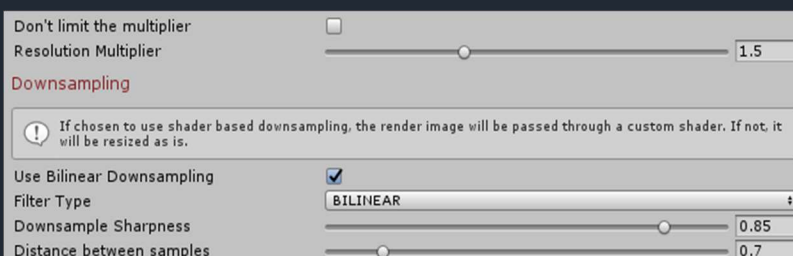 Don't limit the multiplier
Resolution Multiplier 1.5
Downsampling
If chosen to use shader based downsampling, the render image will be passed through a custom shader. If not, it
will be resized as is.
Use Bilinear Downsampling
Filter Type BILINEAR
Downsample Sharpness 0.85
Distance between samples 0.7